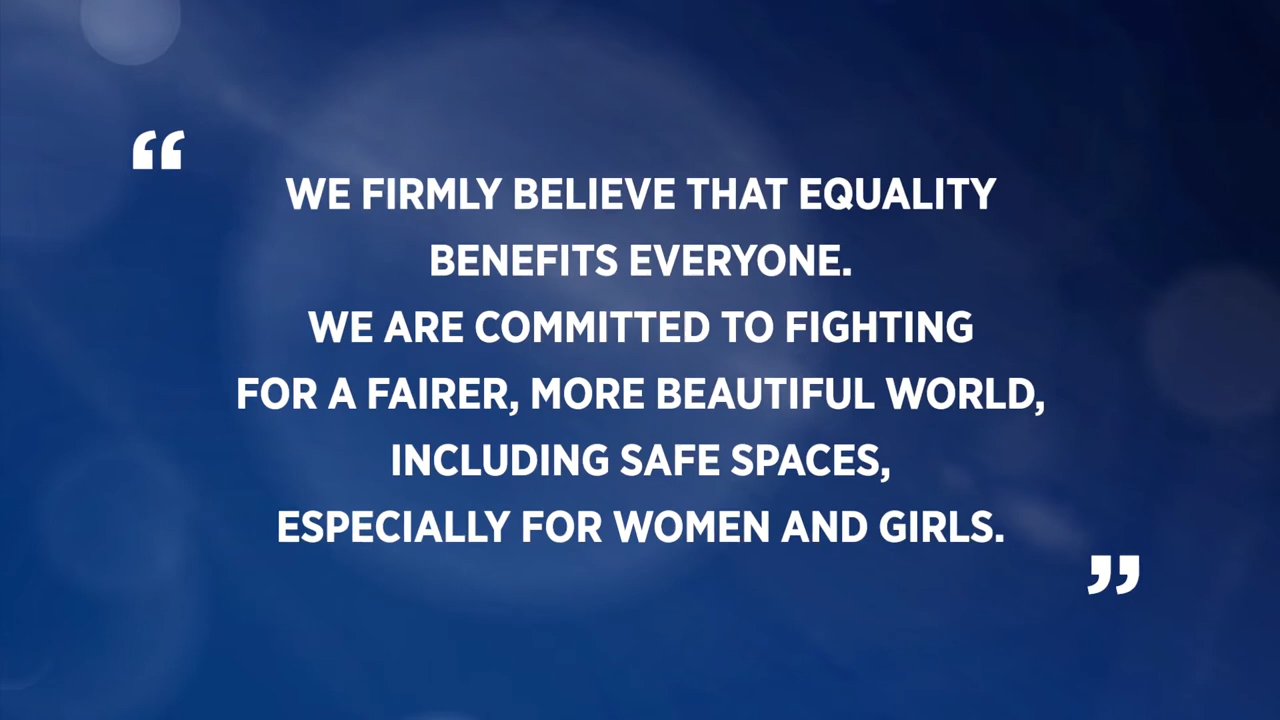 “
WE FIRMLY BELIEVE THAT EQUALITY
BENEFITS EVERYONE.
WE ARE COMMITTED TO FIGHTING
FOR A FAIRER, MORE BEAUTIFUL WORLD,
INCLUDING SAFE SPACES,
ESPECIALLY FOR WOMEN AND GIRLS.
”